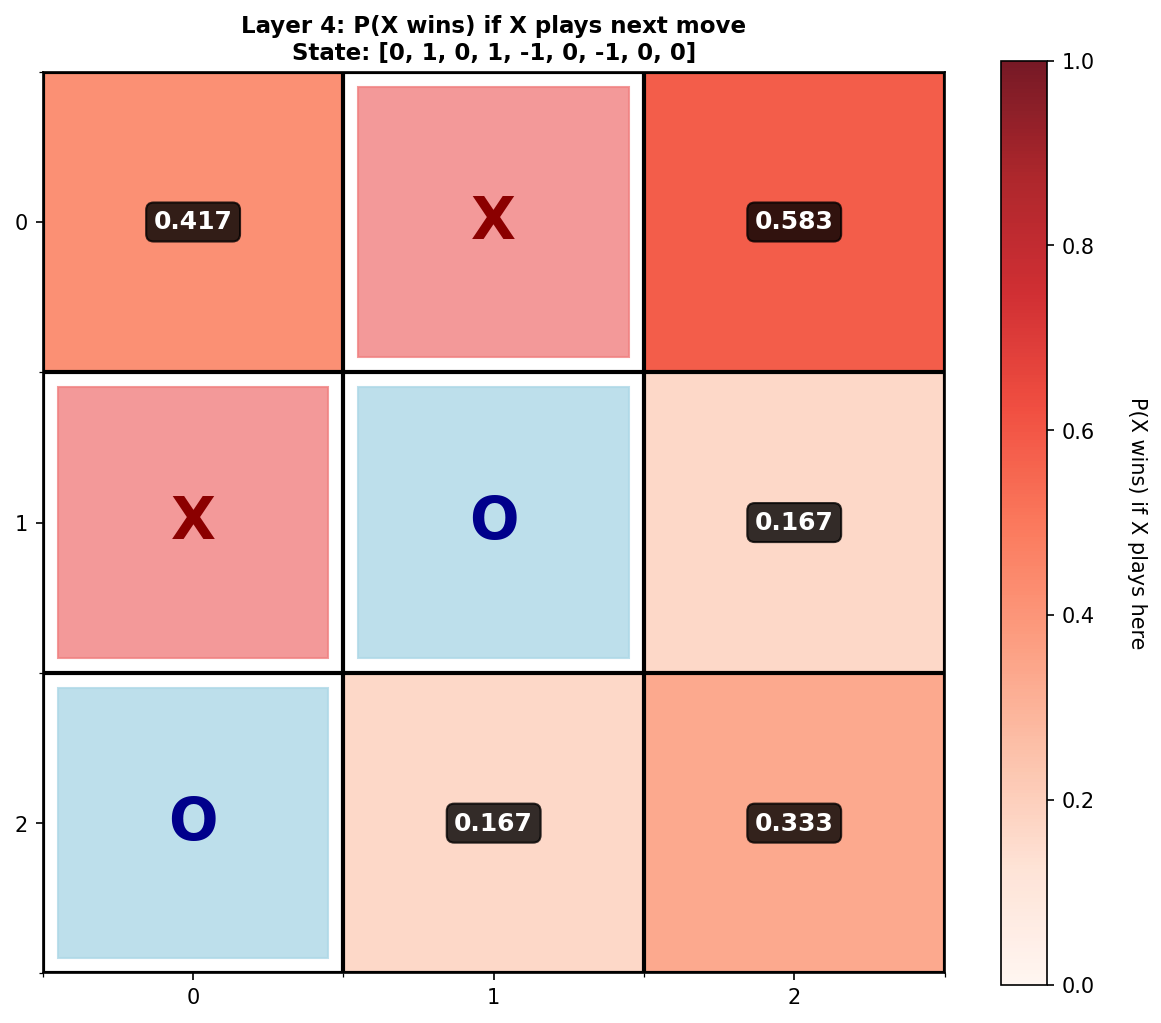 Layer 4: P(X wins) if X plays next move
State: [0, 1, 0, 1, -1, 0, -1, 0, 0]
0
0.417
X
0.583
1
X
O
0.167
2
O
0.167
0.333
0
1
2
1.0
0.8
0.6
0.4
0.2
0.0
P(X wins) if X plays here